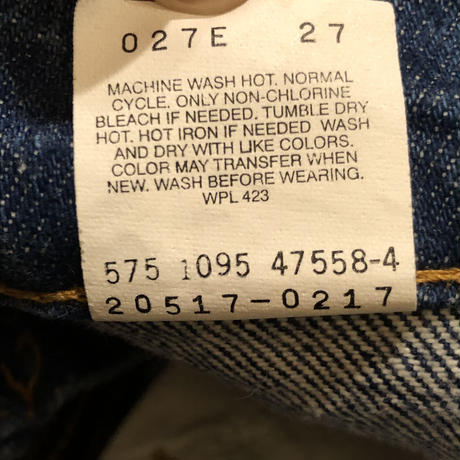 027E 27
MACHINE WASH HOT. NORMAL
CYCLE. ONLY NON-CHLORINE
BLEACH IF NEEDED. TUMBLE DRY
HOT. HOT IRON IF NEEDED WASH
AND DRY WITH LIKE COLORS.
COLOR MAY TRANSFER WHEN
NEW. WASH BEFORE WEARING.
WPL 423
575 1095 47558-4
20517-0217